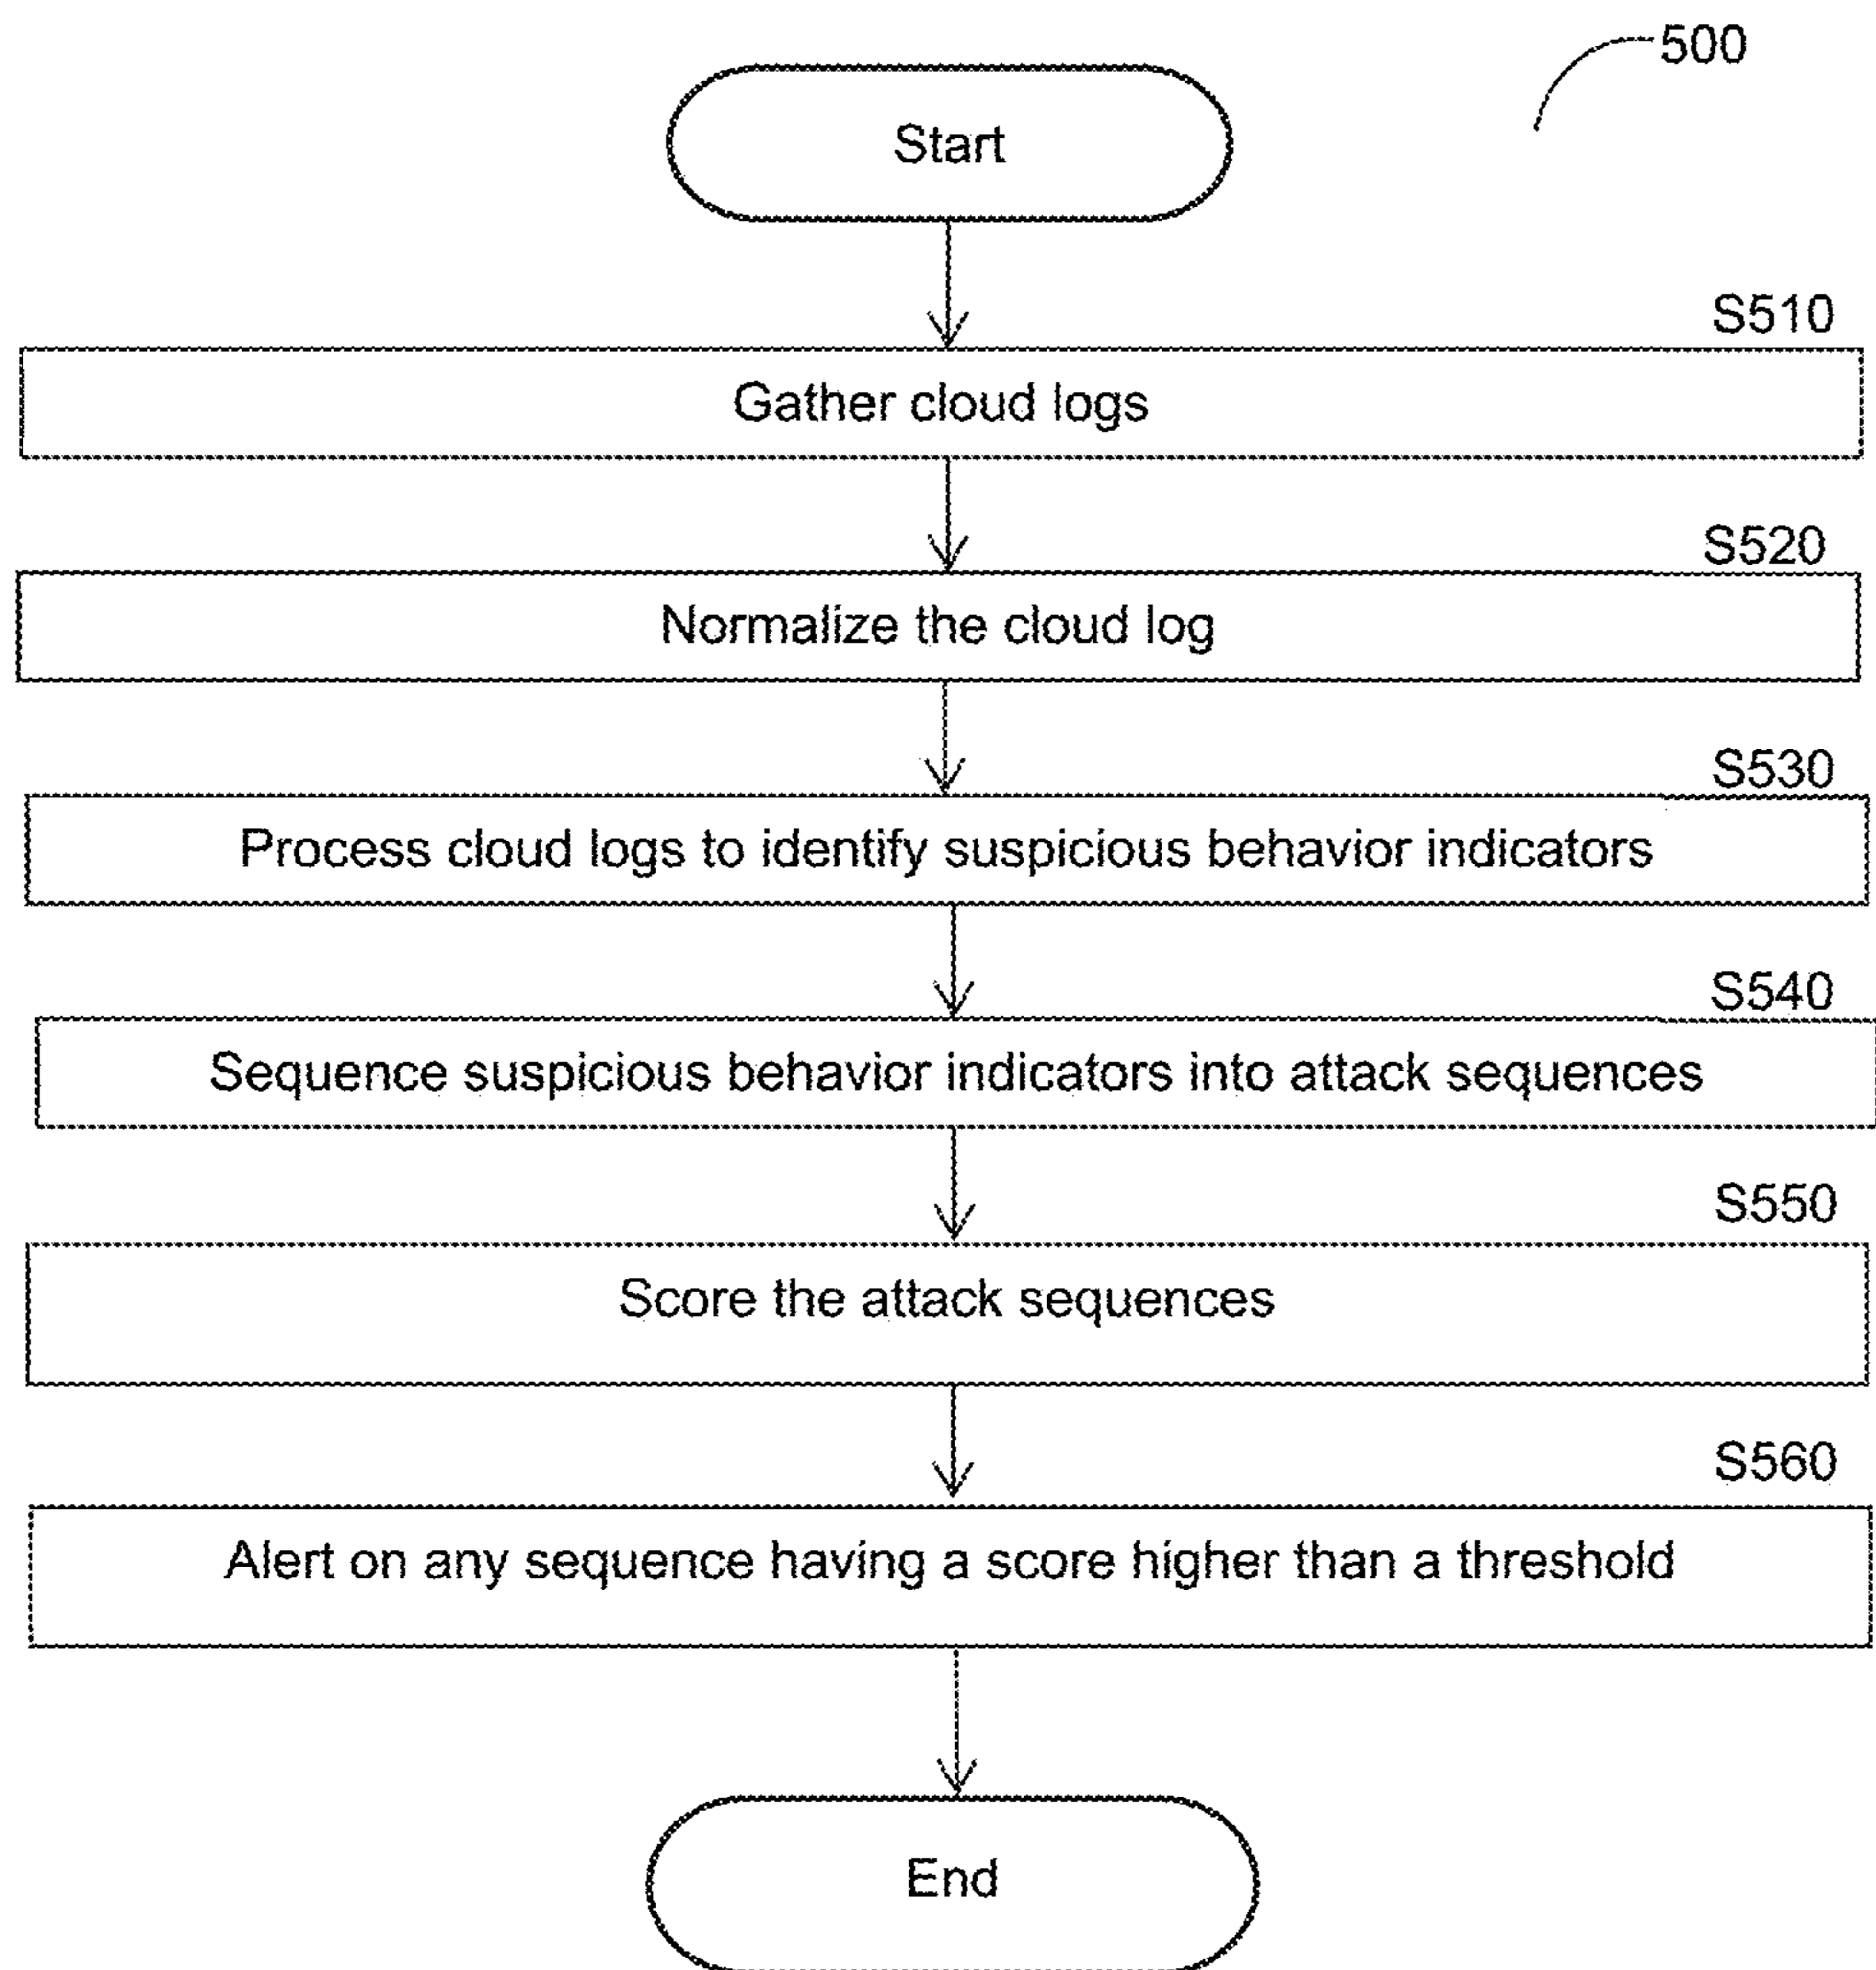 500
Start
S510
Gather cloud logs
S520
Normalize the cloud log
S530
Process cloud logs to identify suspicious behavior indicators
S540
Sequence suspicious behavior indicators into attack sequences
S550
Score the attack sequences
S560
Alert on any sequence having a score higher than a threshold
End